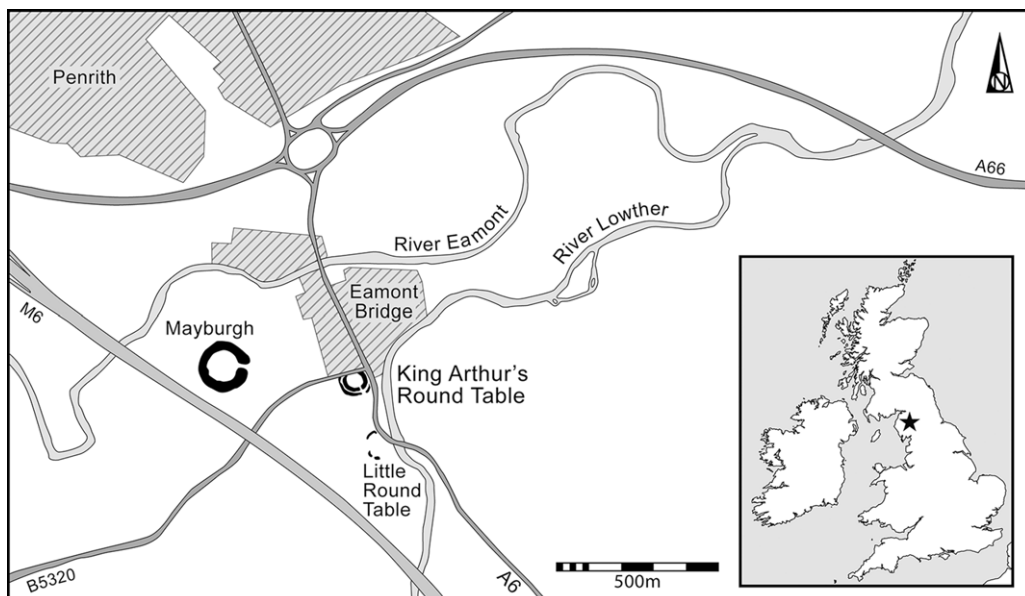 Penrith
N
A66
River Eamont
River Lowther
Eamont
Bridge
M6
Mayburgh
King Arthur's
Round Table
Little
Round
Table
B5320
A6
500m